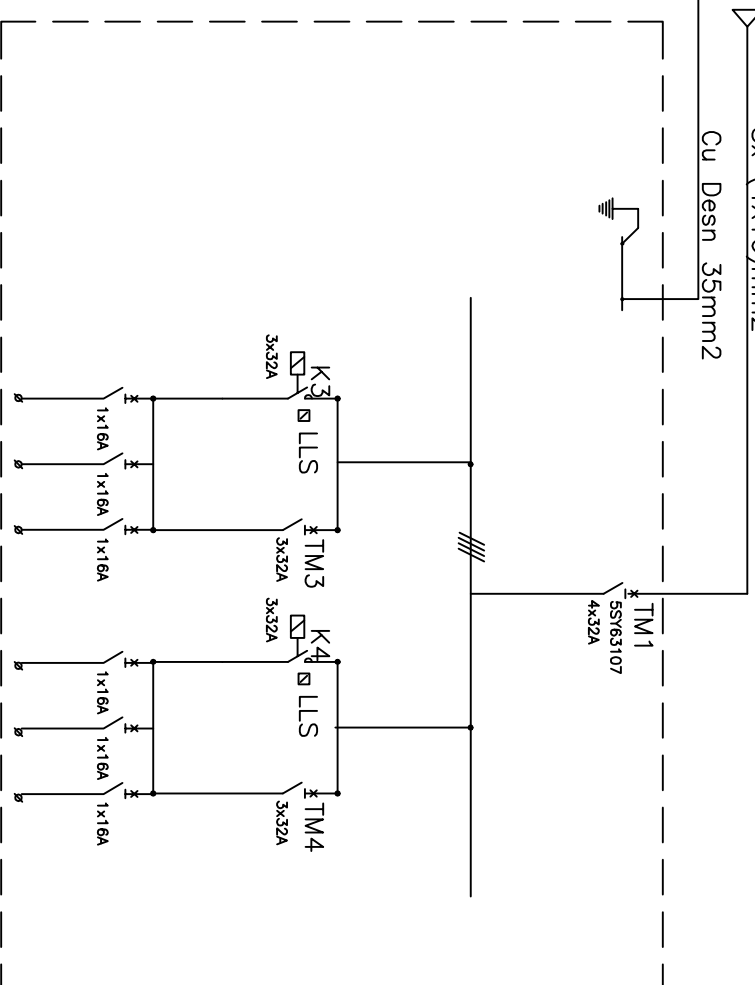 Cu Desn 35mm2
TM1
5SY63107
4x32A
K3
3x32A
LLS
TM3
3x32A
1x16A
1x16A
1x16A
K4
3x32A
LLS
TM4
3x32A
1x16A
1x16A
1x16A